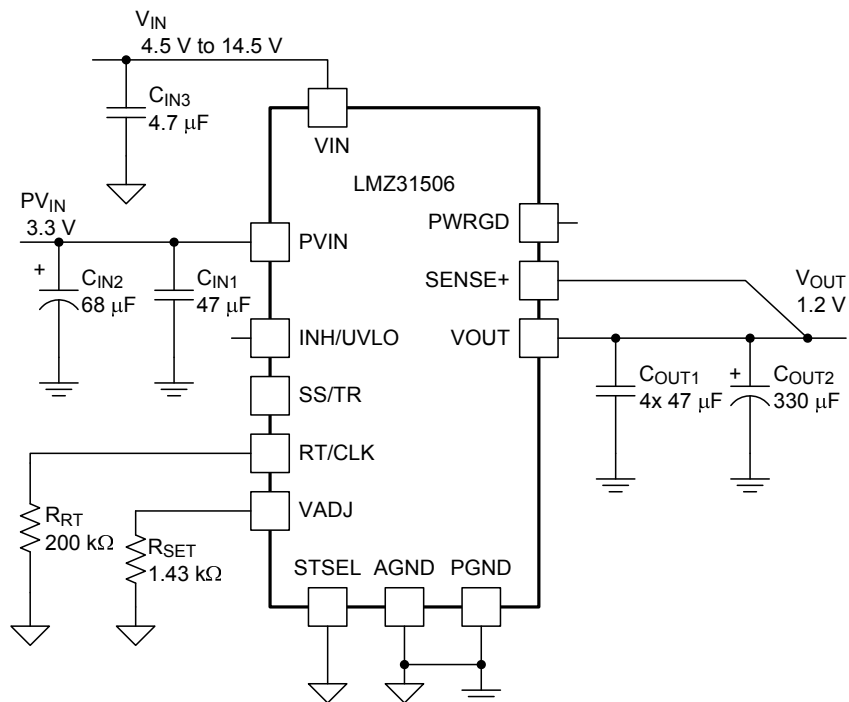 VIN
4.5 V to 14.5 V
CIN3
4.7 μF
VIN
LMZ31506
PVIN
3.3 V
PVIN
PWRGD
+
CIN2
68 μF
CIN1
47 μF
SENSE+
VOUT
1.2 V
INH/UVLO
VOUT
SS/TR
COUT1
4x 47 μF
+
COUT2
330 μF
RT/CLK
VADJ
RRT
200 kΩ
RSET
1.43 kΩ
STSEL
AGND
PGND